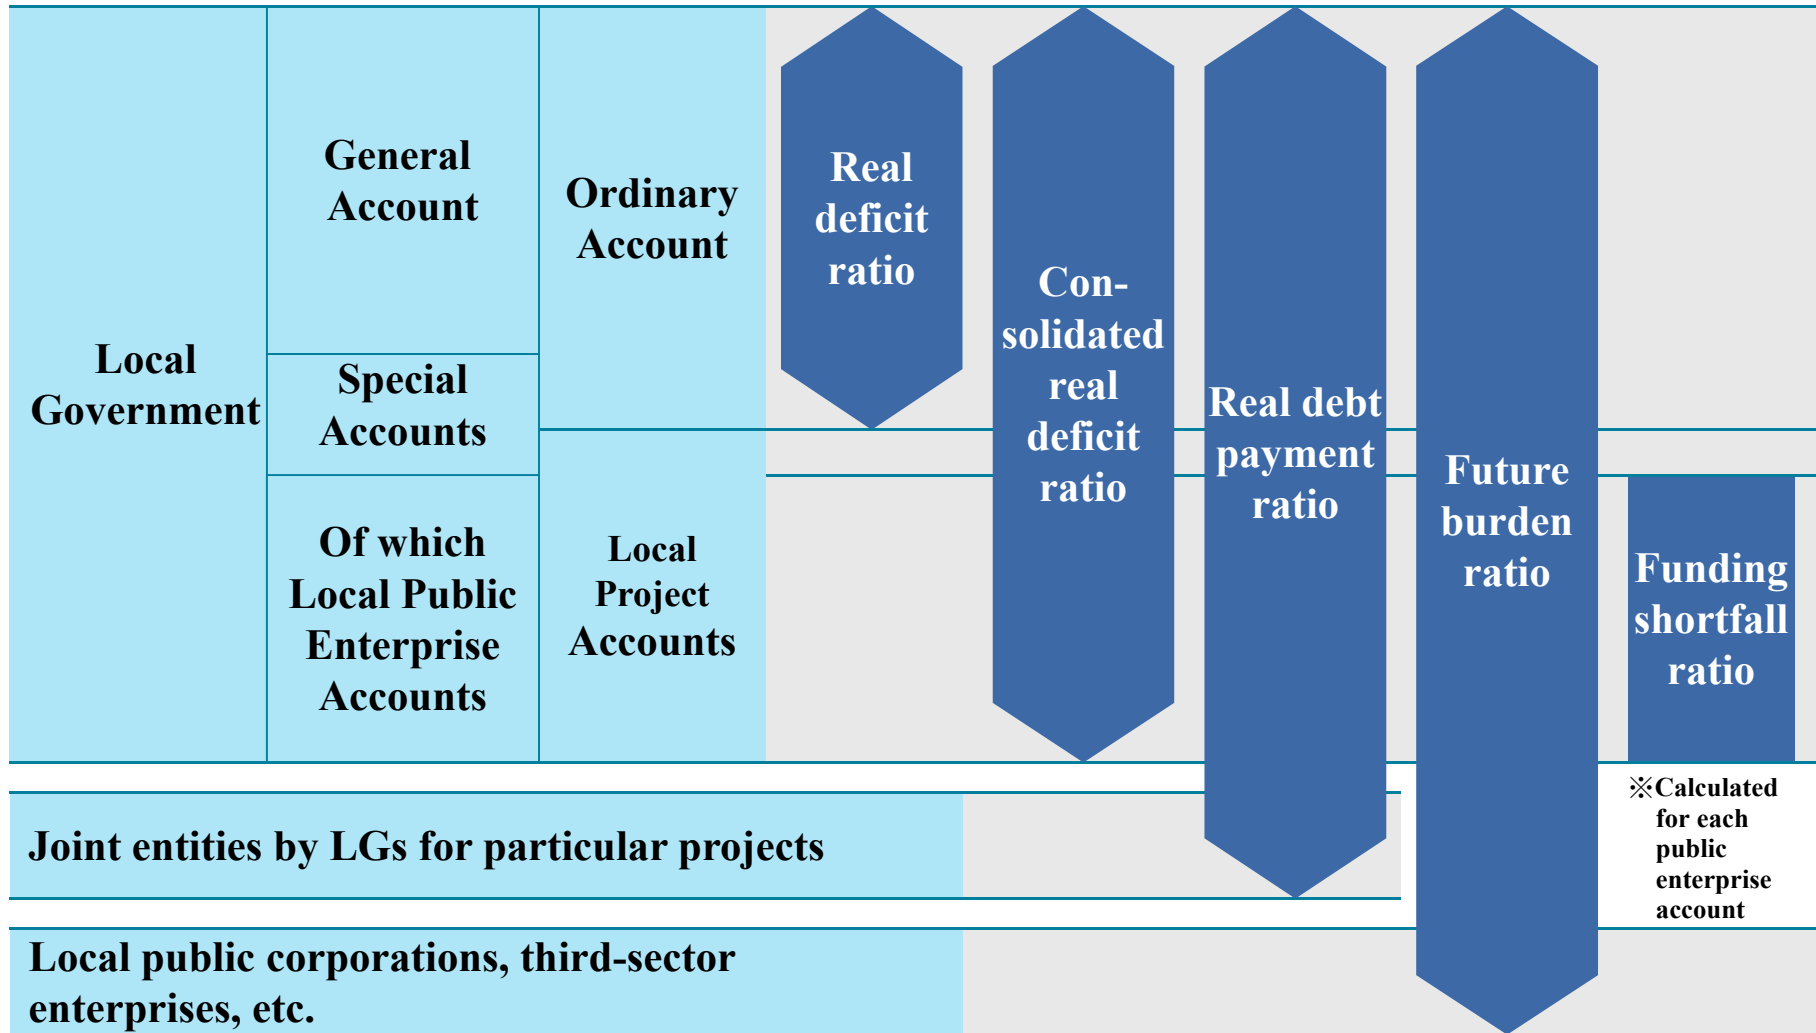 Local
Government
General
Account
Special
Accounts
Of which
Local Public
Enterprise
Accounts
Ordinary
Account
Local
Project
Accounts
Real
deficit
ratio
Con-
solidated
real
deficit
ratio
Real debt
payment
ratio
Future
burden
ratio
Funding
shortfall
ratio
※Calculated
for each
public
enterprise
account
Joint entities by LGs for particular projects
Local public corporations, third-sector
enterprises, etc.